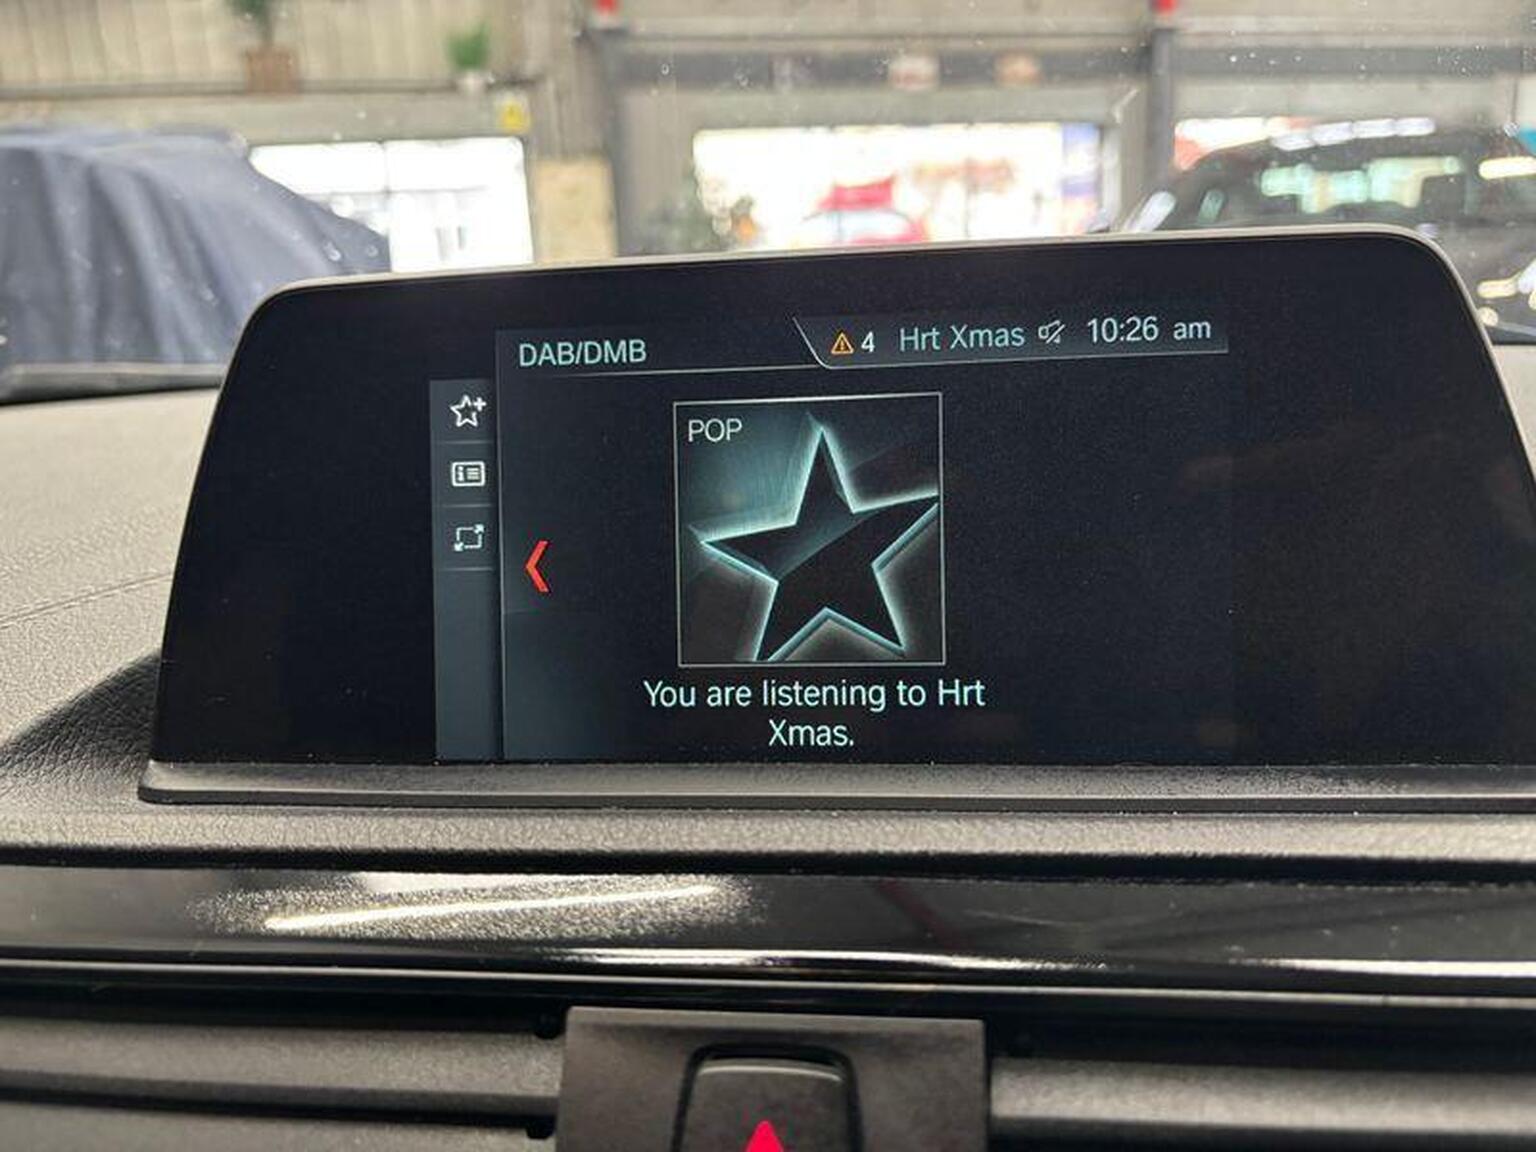 DAB/DMB
4 Hrt Xmas 10:26 am
POP
You are listening to Hrt
Xmas.